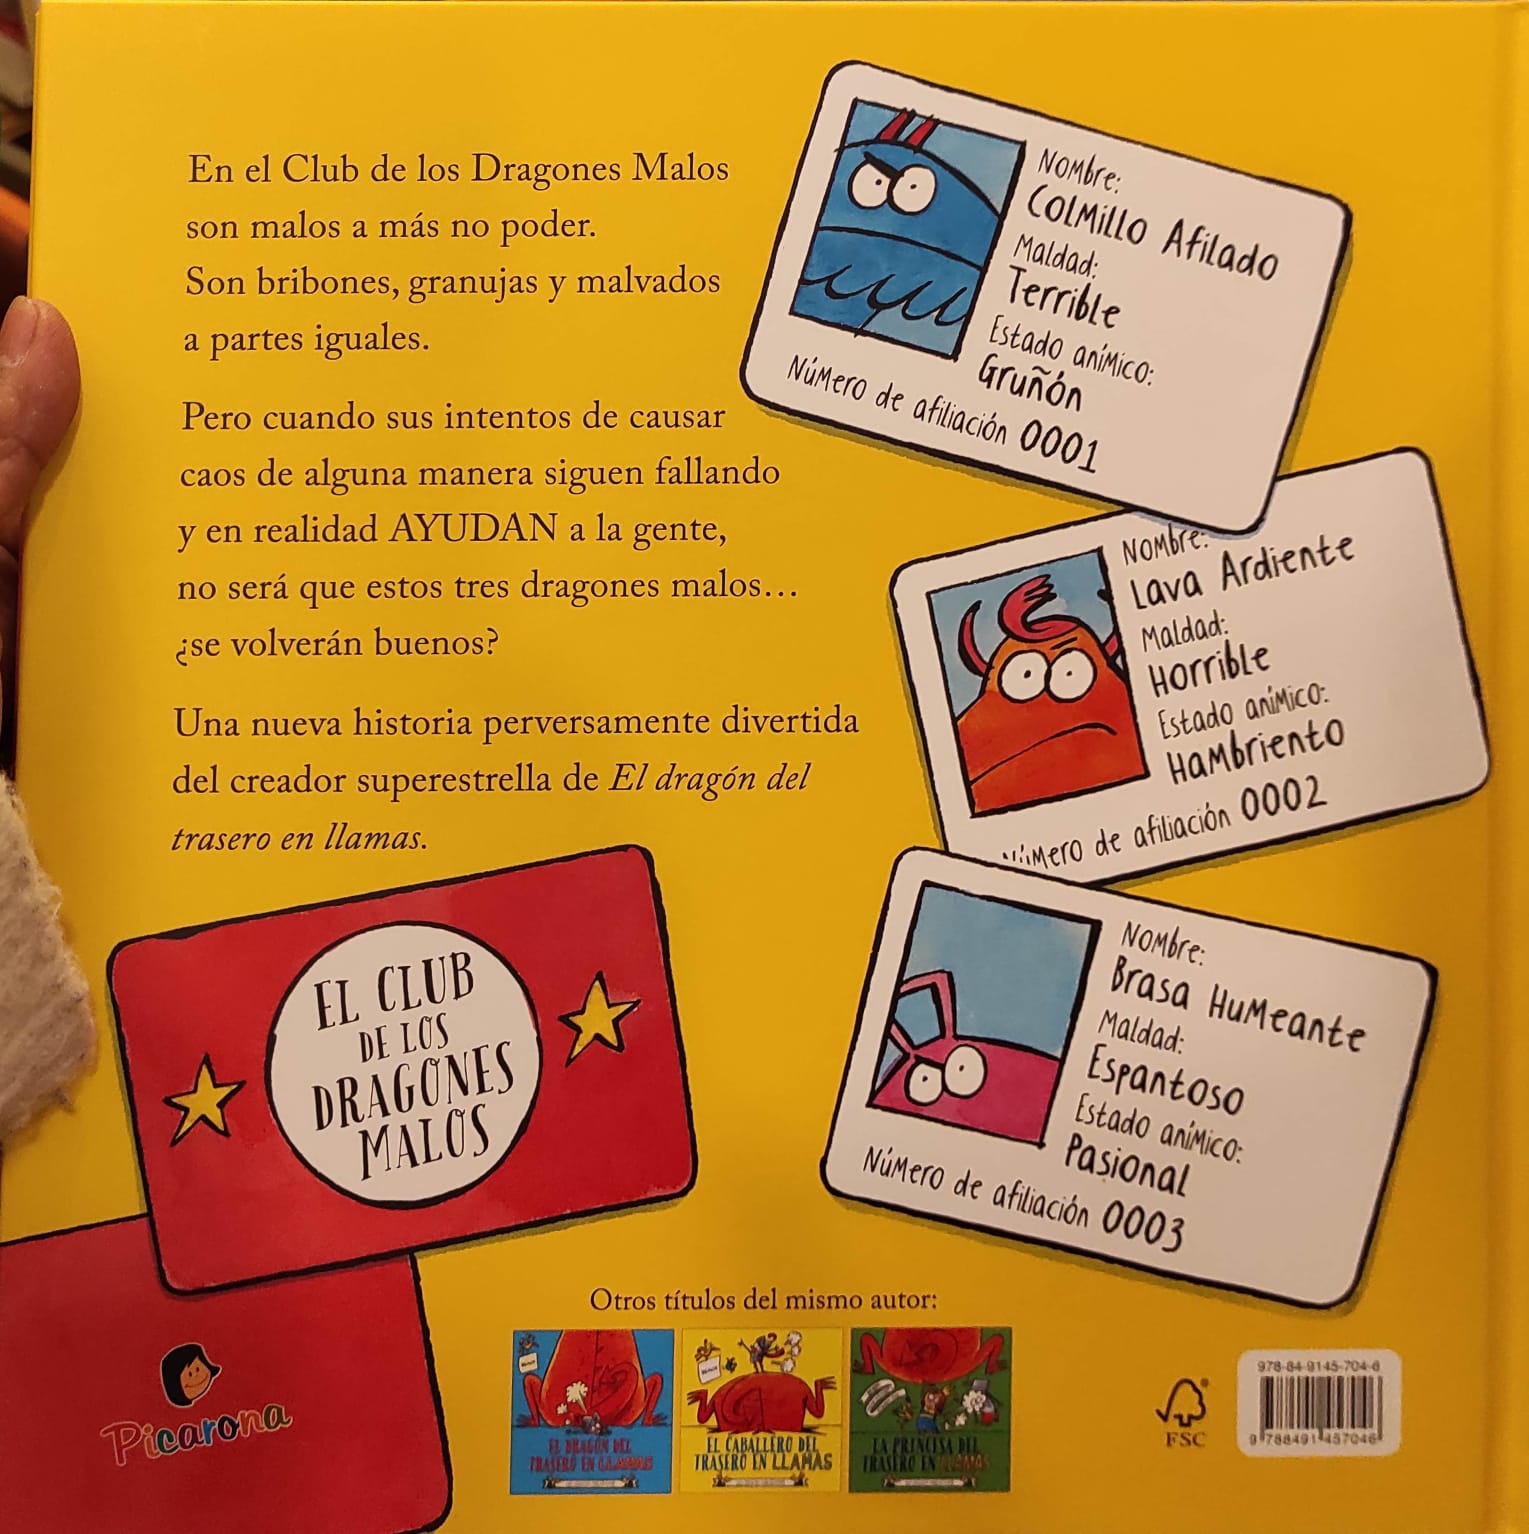 En el Club de los Dragones Malos
son malos a más no poder.
Son bribones, granujas y malvados
a partes iguales.
Pero cuando sus intentos de causar
caos de alguna manera siguen fallando
y en realidad AYUDAN a la gente,
no será que estos tres dragones malos...
¿se volverán buenos?
Una nueva historia perversamente divertida
del creador superestrella de El dragón del
trasero en llamas.
Nombre:
Colmillo Afilado
Maldad:
Terrible
Estado anímico:
Gruñón
Número de afiliación 0001
Nombre:
Lava Ardiente
Maldad:
Horrible
Estado anímico:
Hambriento
Número de afiliación 0002
Nombre:
Brasa Humeante
Maldad:
Espantoso
Estado anímico:
Pasional
Número de afiliación 0003
EL CLUB
DE LOS
DRAGONES
MALOS
Picarona
Otros títulos del mismo autor:
EL DRAGÓN DEL
TRASERO EN LLAMAS
EL CABALLERO DEL
TRASERO EN LLAMAS
LA PRINCESA DEL
TRASERO EN LLAMAS
FSC
978-84-9145-704-6
9 788491 457046